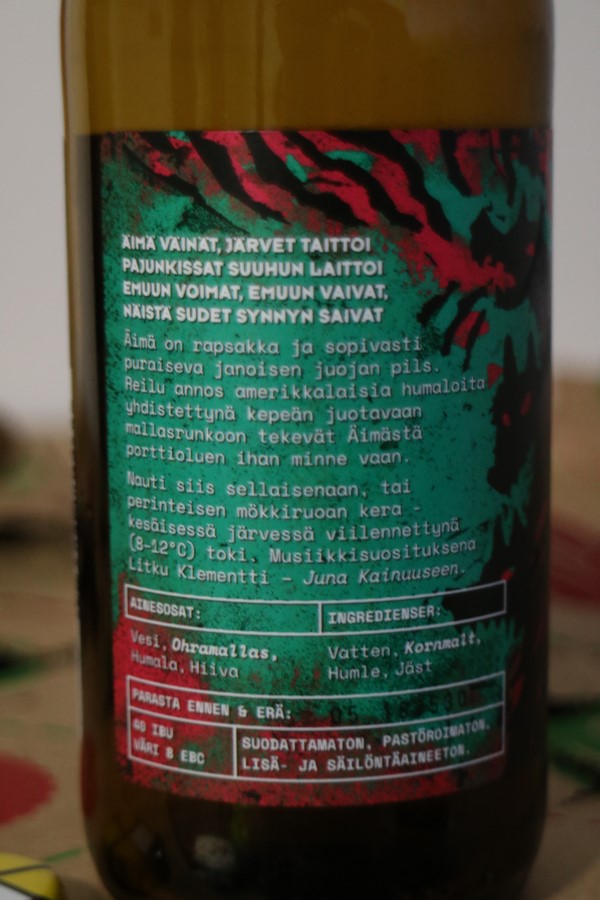 ÄIMÄ VÄINÄT, JÄRVET TAITTOI
PAJUNKISSAT SUUHUN LAITTOI
EMUUN VOIMAT, EMUUN VAIVAT,
NÄISTÄ SUDET SYNNYN SAIVAT
Äimä on rapsakka ja sopivasti
puraiseva janoisen juojan pils.
Reilu annos amerikkalaisia humaloita
yhdistettynä kepeän juotavaan
mallasrunkoon tekevät Äimästä
porttioluen ihan minne vaan.
Nauti siis sellaisenaan, tai
perinteisen mökkiruoan kera -
kesäisessä järvessä viilennettynä
(8-12°C) toki. Musiikkisuosituksena
Litku Klementti - Juna Kainuuseen.
AINESOSAT:
Vesi, Ohramallas,
Humala, Hiiva
INGREDIENSER:
Vatten, Kornmalt,
Humle, Jäst
PARASTA ENNEN & ERÄ:
40 IBU
VÄRI 8 EBC
SUODATTAMATON, PASTÖROIMATON,
LISÄ- JA SÄILÖNTÄAINEETON.